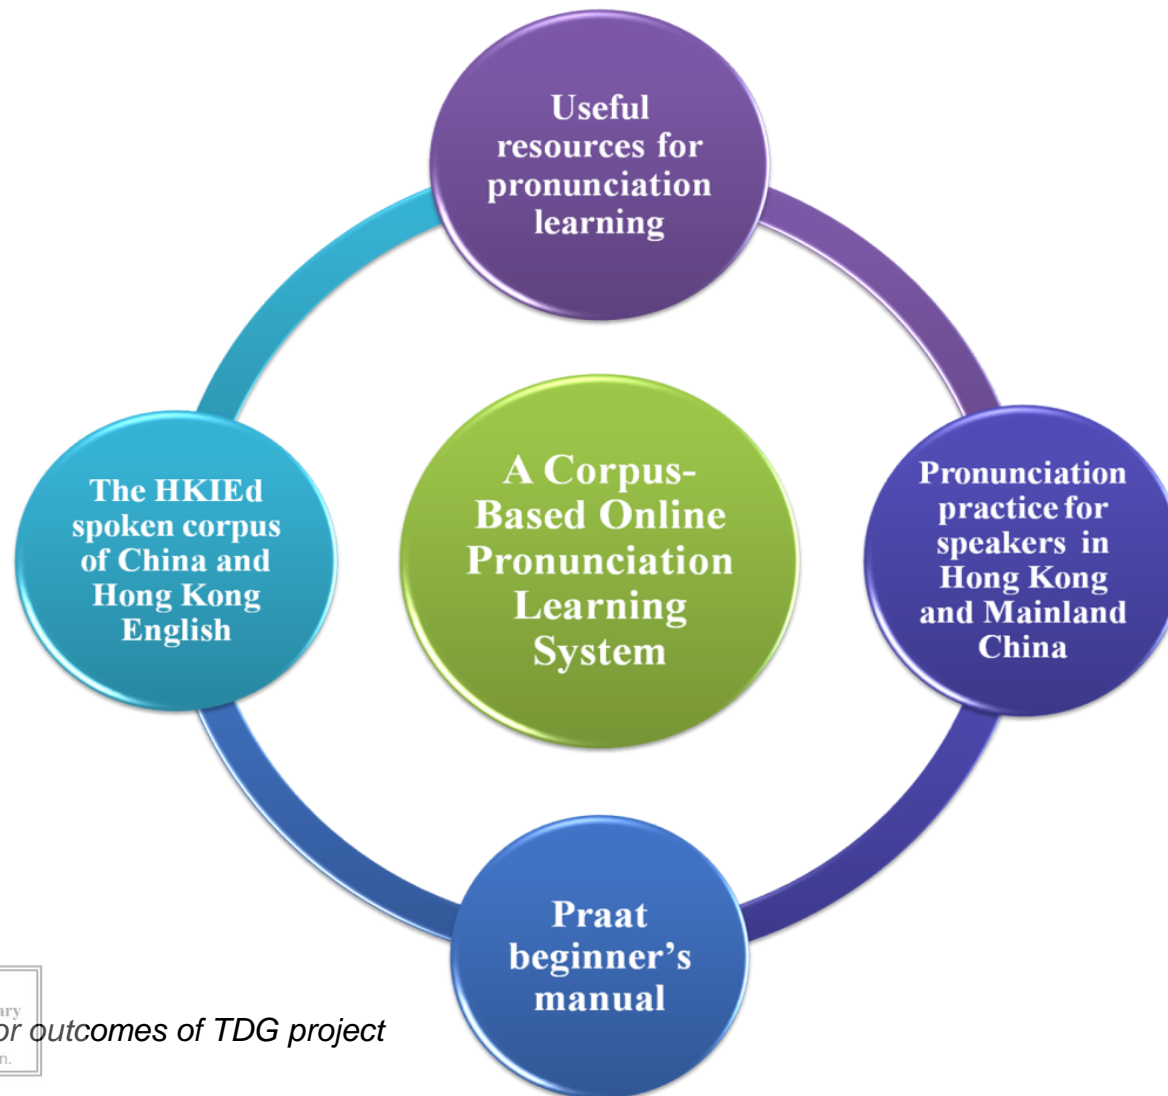 Useful
resources for
pronunciation
learning
The HKIEd
spoken corpus
of China and
Hong Kong
English
A Corpus-
Based Online
Pronunciation
Learning
System
Pronunciation
practice for
speakers in
Hong Kong
and Mainland
China
Praat
beginner’s
manual
or outcomes of TDG project